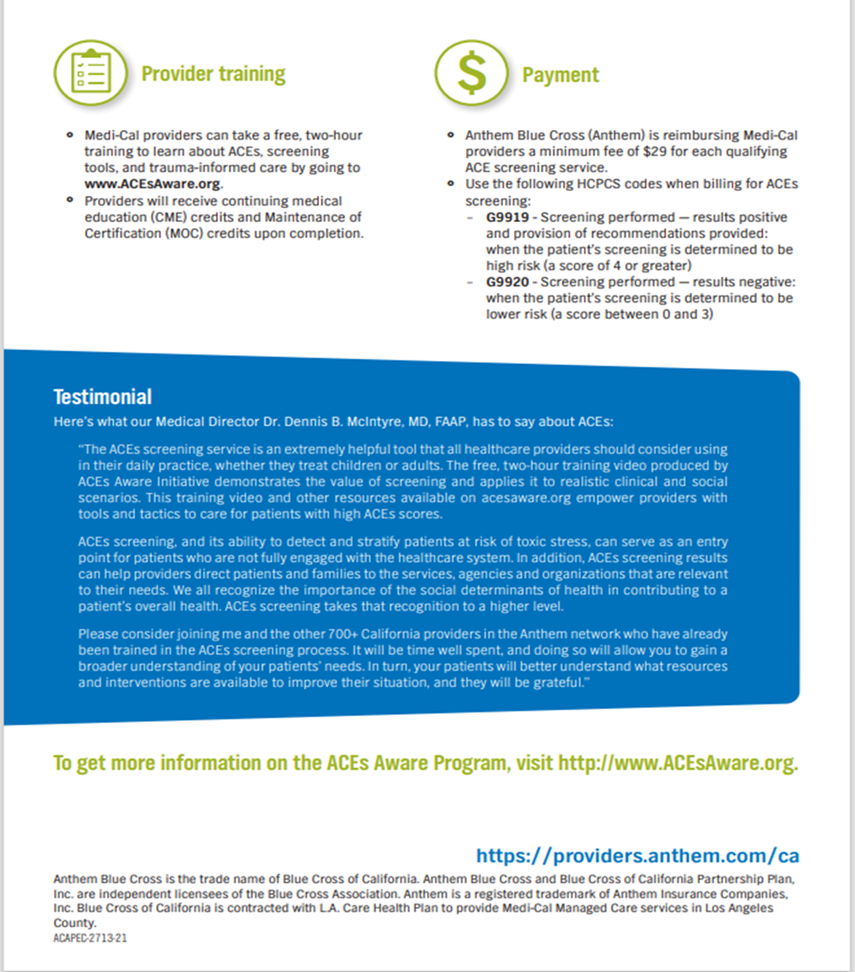 Provider training
Medi-Cal providers can take a free, two-hour
training to learn about ACEs, screening
tools, and trauma-informed care by going to
www.ACEsAware.org.
Providers will receive continuing medical
education (CME) credits and Maintenance of
Certification (MOC) credits upon completion.
$ Payment
Anthem Blue Cross (Anthem) is reimbursing Medi-Cal
providers a minimum fee of $29 for each qualifying
ACE screening service.
Use the following HCPCS codes when billing for ACEs
screening:
– G9919 - Screening performed — results positive
and provision of recommendations provided:
when the patient's screening is determined to be
high risk (a score of 4 or greater)
– G9920 - Screening performed — results negative:
when the patient's screening is determined to be
lower risk (a score between 0 and 3)
Testimonial
Here's what our Medical Director Dr. Dennis B. McIntyre, MD, FAAP, has to say about ACEs:
"The ACEs screening service is an extremely helpful tool that all healthcare providers should consider using
in their daily practice, whether they treat children or adults. The free, two-hour training video produced by
ACEs Aware Initiative demonstrates the value of screening and applies it to realistic clinical and social
scenarios. This training video and other resources available on acesaware.org empower providers with
tools and tactics to care for patients with high ACEs scores.
ACEs screening, and its ability to detect and stratify patients at risk of toxic stress, can serve as an entry
point for patients who are not fully engaged with the healthcare system. In addition, ACEs screening results
can help providers direct patients and families to the services, agencies and organizations that are relevant
to their needs. We all recognize the importance of the social determinants of health in contributing to a
patient's overall health. ACEs screening takes that recognition to a higher level.
Please consider joining me and the other 700+ California providers in the Anthem network who have already
been trained in the ACEs screening process. It will be time well spent, and doing so will allow you to gain a
broader understanding of your patients' needs. In turn, your patients will better understand what resources
and interventions are available to improve their situation, and they will be grateful."
To get more information on the ACEs Aware Program, visit http://www.ACEsAware.org.
https://providers.anthem.com/ca
Anthem Blue Cross is the trade name of Blue Cross of California. Anthem Blue Cross and Blue Cross of California Partnership Plan,
Inc. are independent licensees of the Blue Cross Association. Anthem is a registered trademark of Anthem Insurance Companies,
Inc. Blue Cross of California is contracted with L.A. Care Health Plan to provide Medi-Cal Managed Care services in Los Angeles
County.
ACAPEC-2713-21